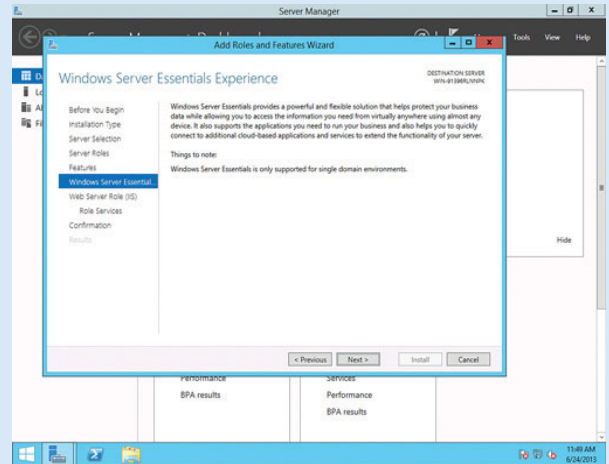 Server Manager
Tools View Help
Add Roles and Features Wizard
Windows Server Essentials Experience
DESTINATION SERVER
Before You Begin
Installation Type
Server Selection
Server Roles
Features
Windows Server Essential...
Web Server Role (IIS)
Role Services
Confirmation
Results
Windows Server Essentials provides a powerful and flexible solution that helps protect your business
data while allowing you to access the information you need from virtually anywhere using almost any
device. It also supports the applications you need to run your business and also helps you to quickly
connect to additional cloud-based applications and services to extend the functionality of your server.
Things to note:
Windows Server Essentials is only supported for single domain environments.
Hide
< Previous
Next >
Install
Cancel
Performance
BPA results
Services
Performance
BPA results
11:49 AM
6/24/2013